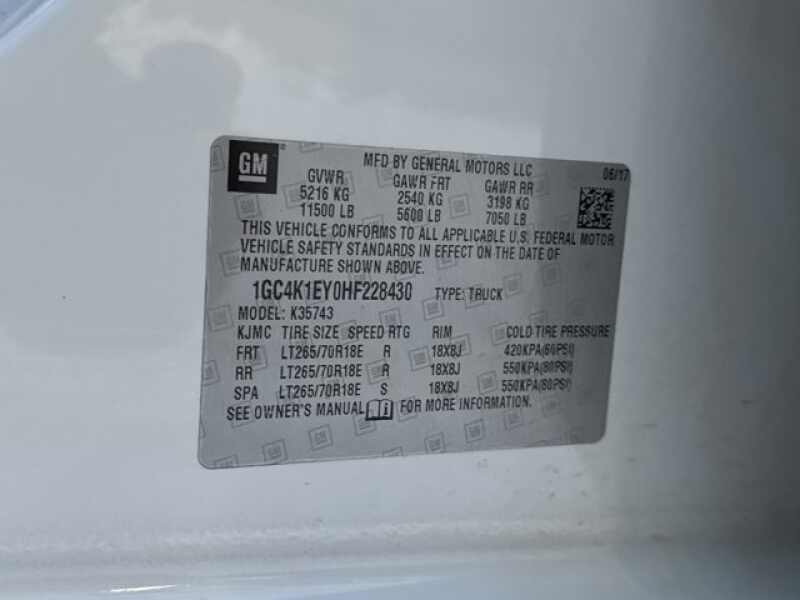 GM
MFD BY GENERAL MOTORS LLC 06/17
GVWR GAWR FRT GAWR RR
5216 KG 2540 KG 3198 KG
11500 LB 5600 LB 7050 LB
THIS VEHICLE CONFORMS TO ALL APPLICABLE U.S. FEDERAL MOTOR
VEHICLE SAFETY STANDARDS IN EFFECT ON THE DATE OF
MANUFACTURE SHOWN ABOVE.
1GC4K1EY0HF228430 TYPE: TRUCK
MODEL: K35743
KJMC TIRE SIZE SPEED RTG RIM COLD TIRE PRESSURE
FRT LT265/70R18E R 18X8J 420KPA(60PSI)
RR LT265/70R18E R 18X8J 550KPA(80PSI)
SPA LT265/70R18E S 18X8J 550KPA(80PSI)
SEE OWNER'S MANUAL FOR MORE INFORMATION.